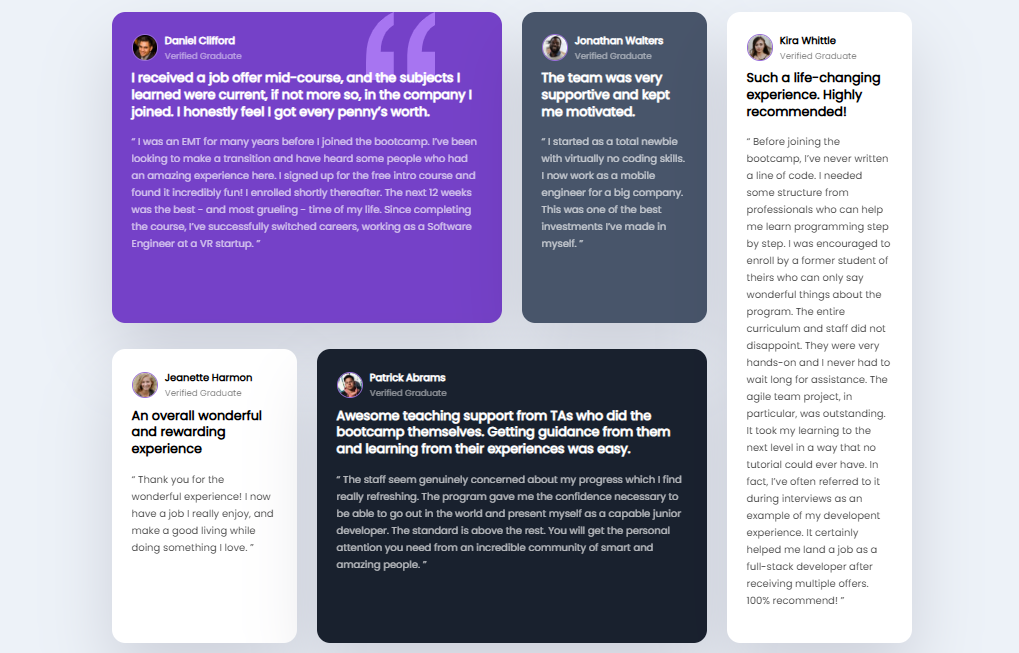 Daniel Clifford
Verified Graduate
I received a job offer mid-course, and the subjects I
learned were current, if not more so, in the company I
joined. I honestly feel I got every penny’s worth.
“ I was an EMT for many years before I joined the bootcamp. I’ve been
looking to make a transition and have heard some people who had
an amazing experience here. I signed up for the free intro course and
found it incredibly fun! I enrolled shortly thereafter. The next 12 weeks
was the best - and most grueling - time of my life. Since completing
the course, I’ve successfully switched careers, working as a Software
Engineer at a VR startup. ”
Jonathan Walters
Verified Graduate
The team was very
supportive and kept
me motivated.
“ I started as a total newbie
with virtually no coding skills.
I now work as a mobile
engineer for a big company.
This was one of the best
investments I’ve made in
myself. ”
Kira Whittle
Verified Graduate
Such a life-changing
experience. Highly
recommended!
“ Before joining the
bootcamp, I’ve never written
a line of code. I needed
some structure from
professionals who can help
me learn programming step
by step. I was encouraged to
enroll by a former student of
theirs who can only say
wonderful things about the
program. The entire
curriculum and staff did not
disappoint. They were very
hands-on and I never had to
wait long for assistance. The
agile team project, in
particular, was outstanding.
It took my learning to the
next level in a way that no
tutorial could ever have. In
fact, I’ve often referred to it
during interviews as an
example of my developent
experience. It certainly
helped me land a job as a
full-stack developer after
receiving multiple offers.
100% recommend! ”
Jeanette Harmon
Verified Graduate
An overall wonderful
and rewarding
experience
“ Thank you for the
wonderful experience! I now
have a job I really enjoy, and
make a good living while
doing something I love. ”
Patrick Abrams
Verified Graduate
Awesome teaching support from TAs who did the
bootcamp themselves. Getting guidance from them
and learning from their experiences was easy.
“ The staff seem genuinely concerned about my progress which I find
really refreshing. The program gave me the confidence necessary to
be able to go out in the world and present myself as a capable junior
developer. The standard is above the rest. You will get the personal
attention you need from an incredible community of smart and
amazing people. ”